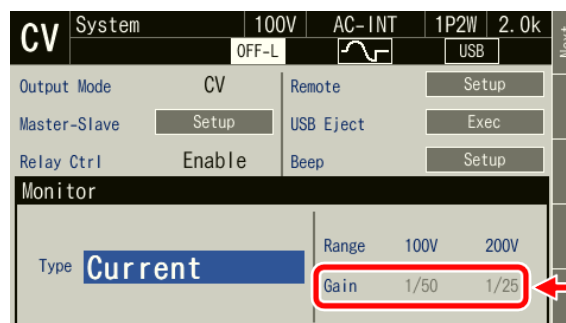 CV System 100V AC-INT 1P2W 2.0k
OFF-L USB
Next
Output Mode CV Remote Setup
Master-Slave Setup USB Eject Exec
Relay Ctrl Enable Beep Setup
Monitor
Range 100V 200V
Type Current
Gain 1/50 1/25